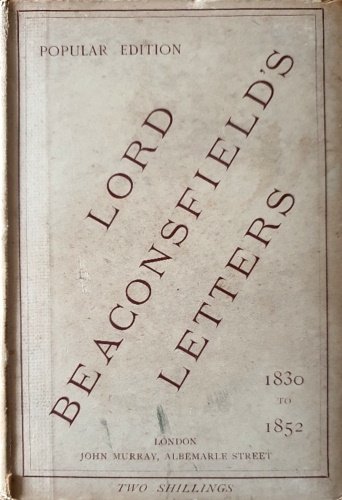 POPULAR EDITION
LORD
BEACONSFIELD'S
LETTERS
1830
TO
1852
LONDON
JOHN MURRAY, ALBEMARLE STREET
TWO SHILLINGS